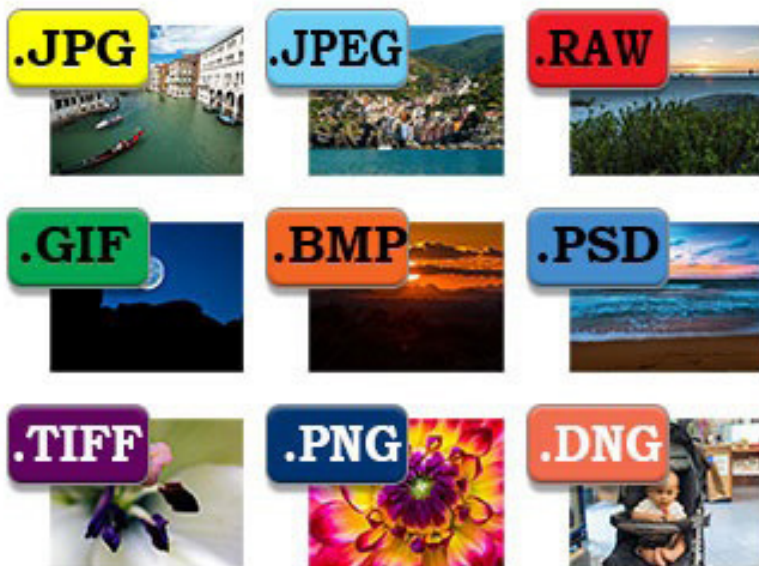 .JPG
.JPEG
.RAW
.GIF
.BMP
.PSD
.TIFF
.PNG
.DNG